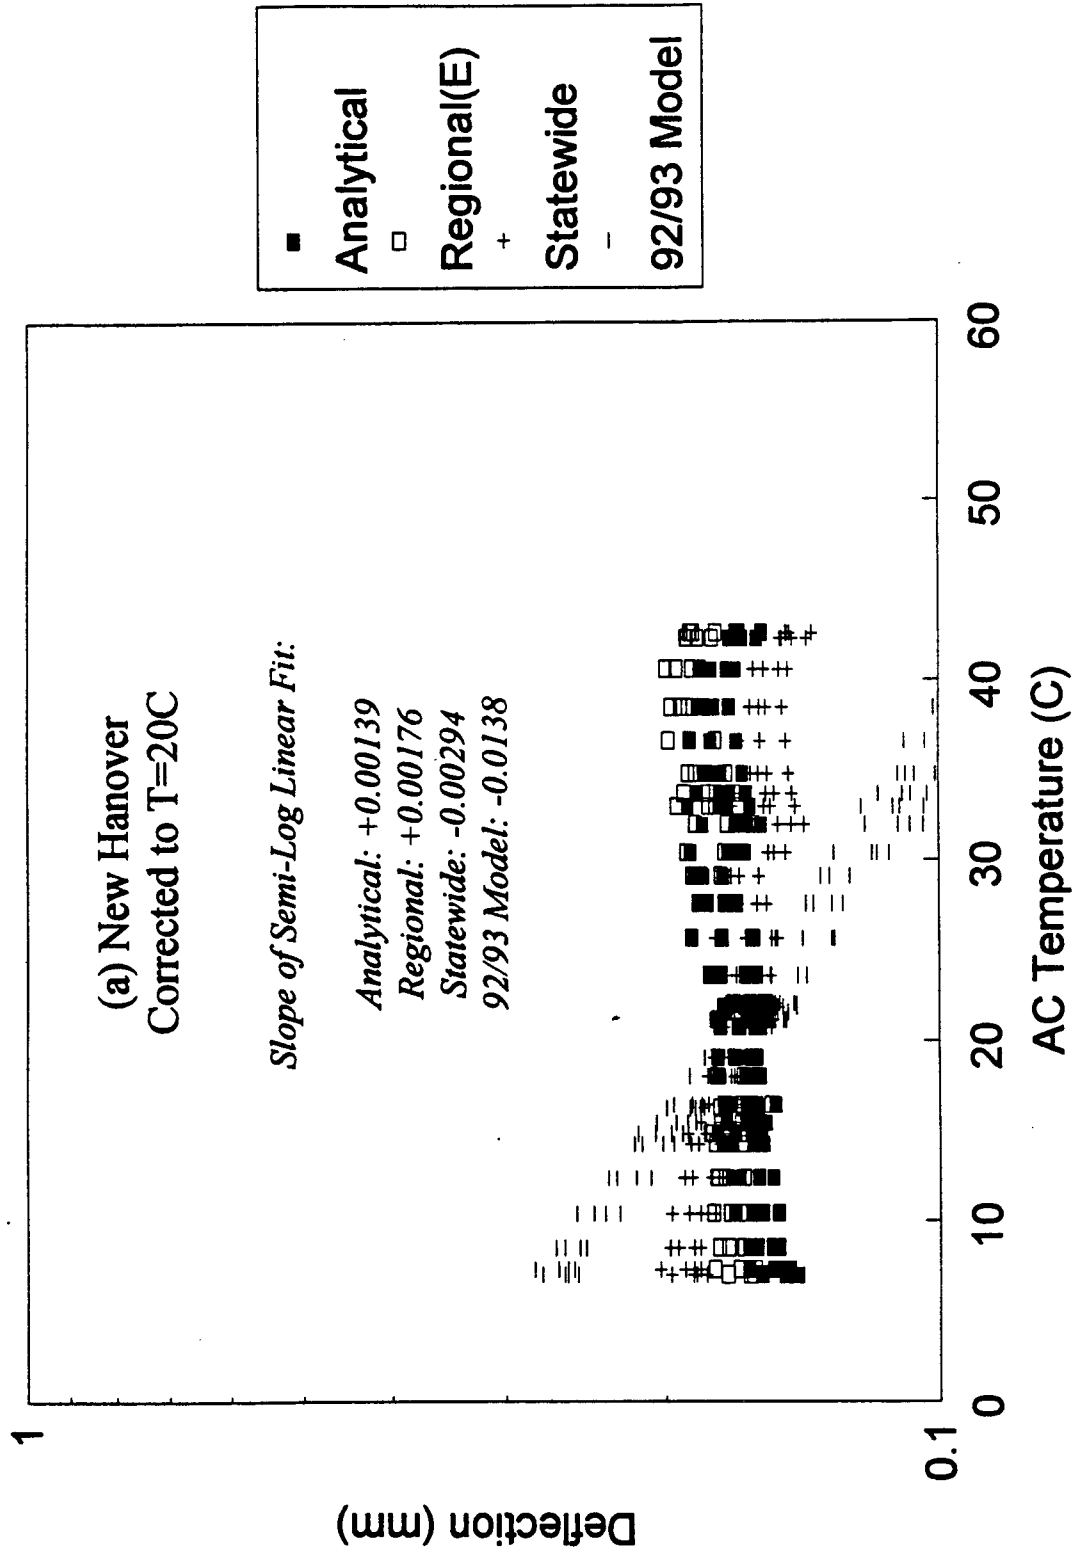 (a) New Hanover
Corrected to T=20C
Slope of Semi-Log Linear Fit:
Analytical: +0.00139
Regional: +0.00176
Statewide: -0.00294
92/93 Model: -0.0138
Deflection (mm)
1
0.1
0
10
20
30
40
50
60
AC Temperature (C)
Analytical
Regional(E)
Statewide
92/93 Model